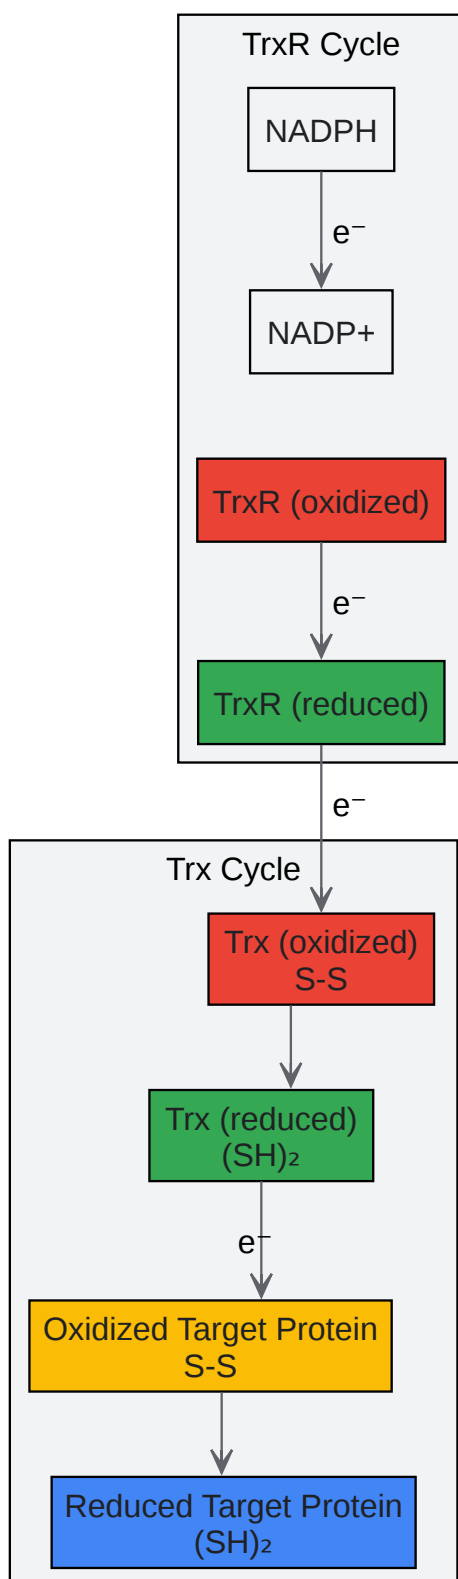 TrxR Cycle
NADPH
e⁻
NADP+
TrxR (oxidized)
e⁻
TrxR (reduced)
e⁻
Trx Cycle
Trx (oxidized)
S-S
Trx (reduced)
(SH)₂
e⁻
Oxidized Target Protein
S-S
Reduced Target Protein
(SH)₂